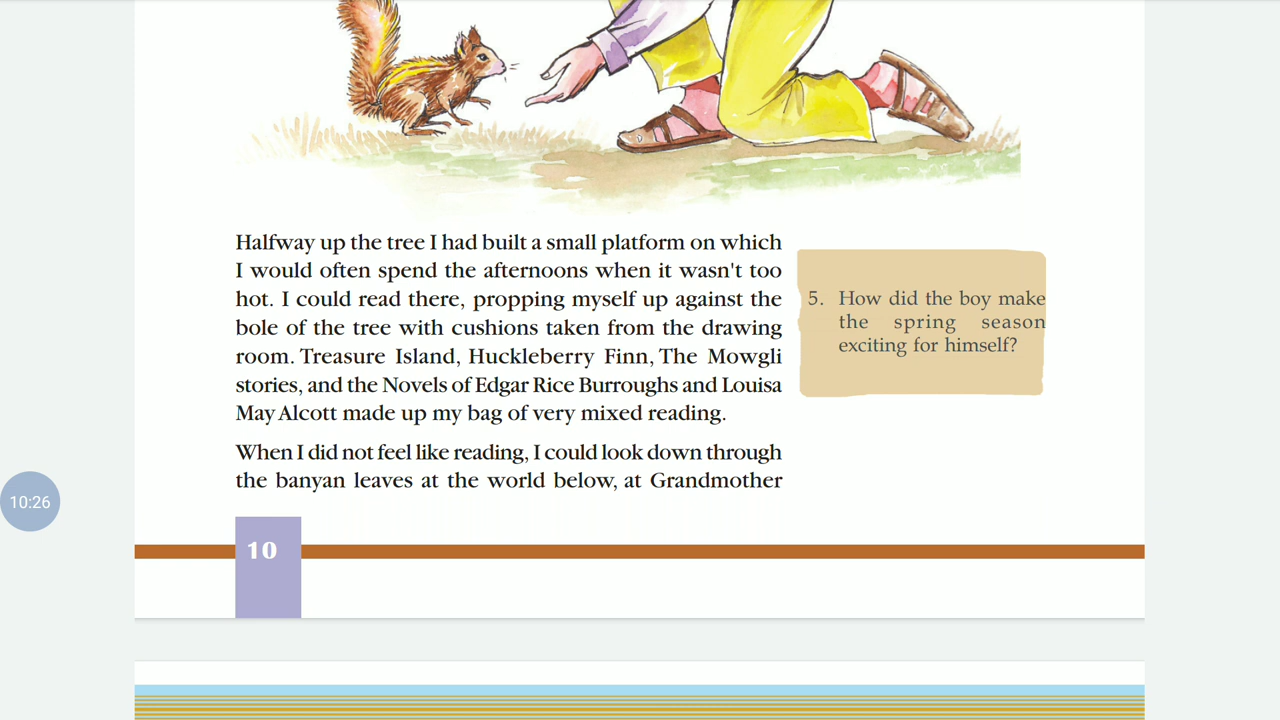 Halfway up the tree I had built a small platform on which
I would often spend the afternoons when it wasn't too
hot. I could read there, propping myself up against the
bole of the tree with cushions taken from the drawing
room. Treasure Island, Huckleberry Finn, The Mowgli
stories, and the Novels of Edgar Rice Burroughs and Louisa
May Alcott made up my bag of very mixed reading.
When I did not feel like reading, I could look down through
the banyan leaves at the world below, at Grandmother
5. How did the boy make
the spring season
exciting for himself?
10:26
10